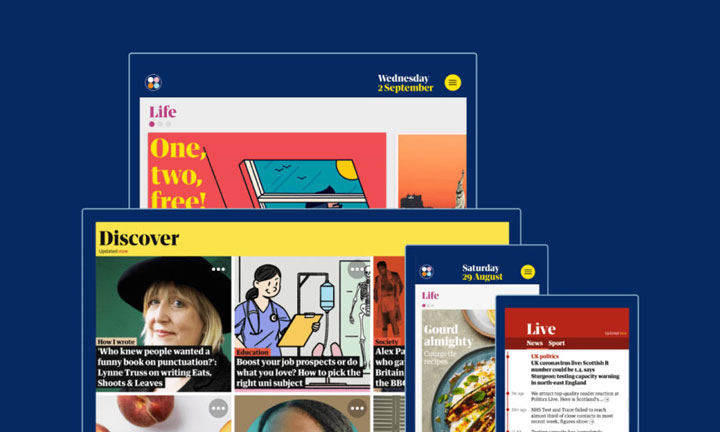 Wednesday
2 September
Life
One,
two,
free!
Discover
Updated now
How I wrote
'Who knew people wanted a
funny book on punctuation?':
Lynne Truss on writing Eats,
Shoots & Leaves
Education
Boost your job prospects or do
what you love? How to pick the
right uni subject
Society
Alex Pa
who ga
Britain
the BBC
Saturday
29 August
Life
Gourd
almighty
Courgette
recipes
Live
Updated now
News Sport
UK politics
UK coronavirus live: Scottish R
number could be 1.4, says
Sturgeon; testing capacity warning
in north-east England
We attract top-quality reader reaction at
Politics Live. Here is Scotland's...
NHS Test and Trace failed to reach
almost third of close contacts in most
recent week, figures show